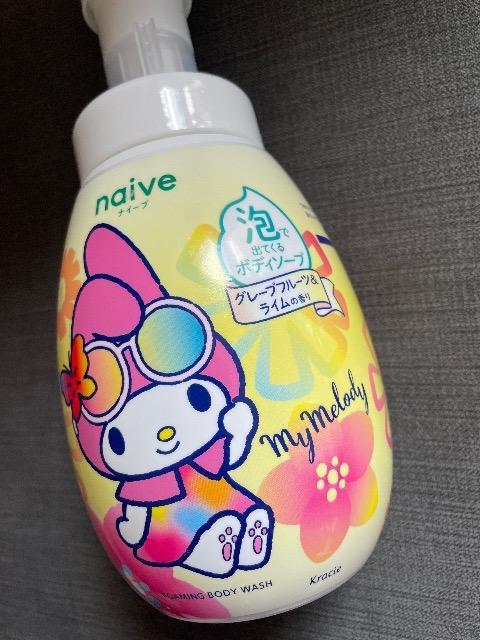 naive
ナイーブ
泡で
出てくる
ボディソープ
グレープフルーツ&
ライムの香り
My Melody
FOAMING BODY WASH
Kracie